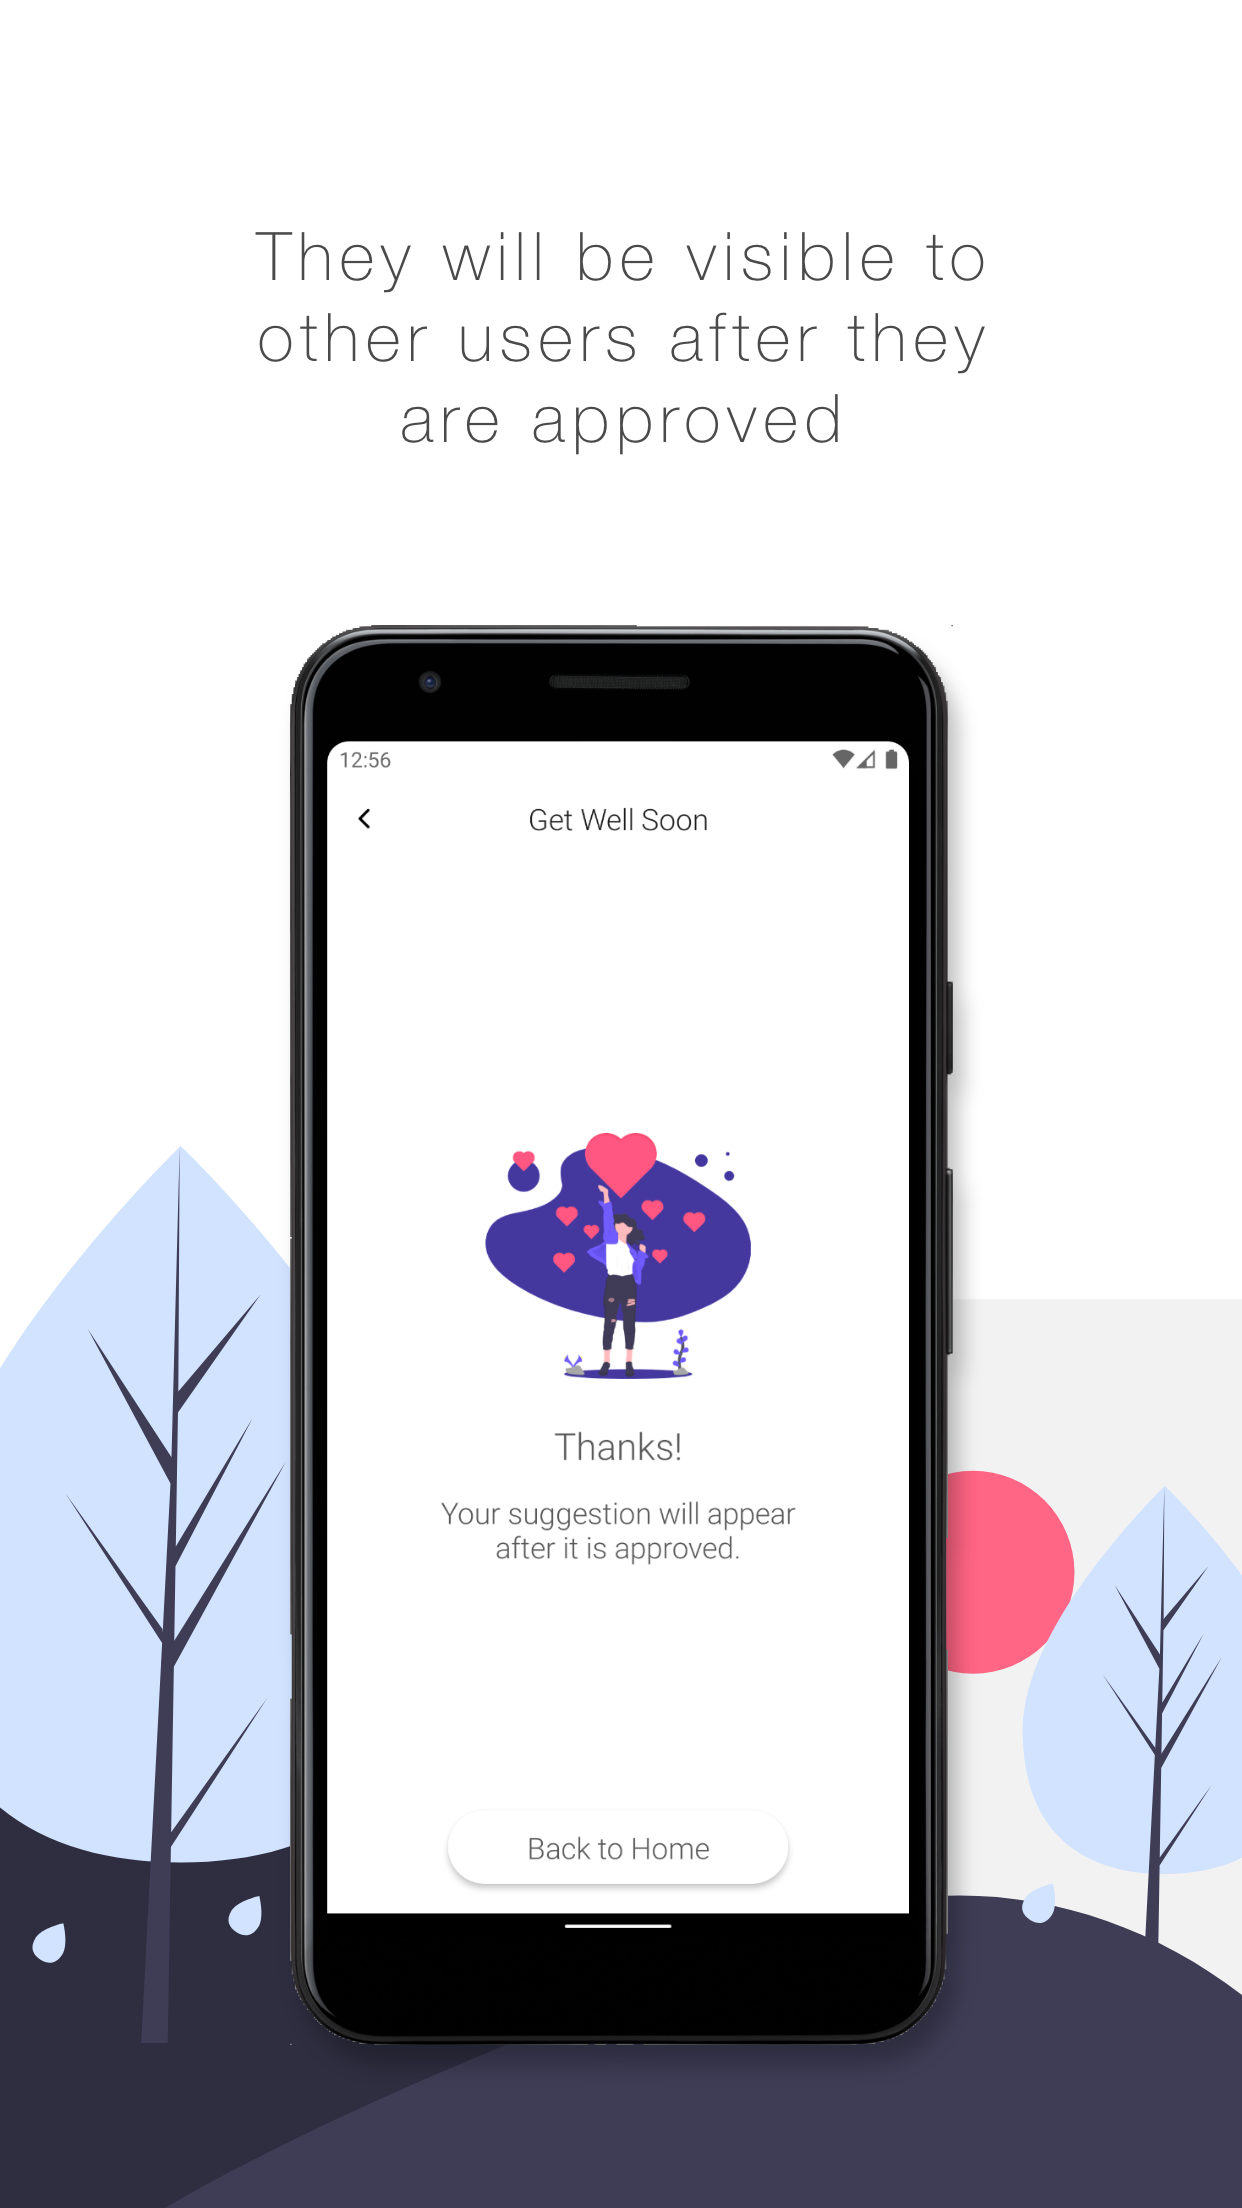 They will be visible to
other users after they
are approved
12:56
Get Well Soon
Thanks!
Your suggestion will appear
after it is approved.
Back to Home